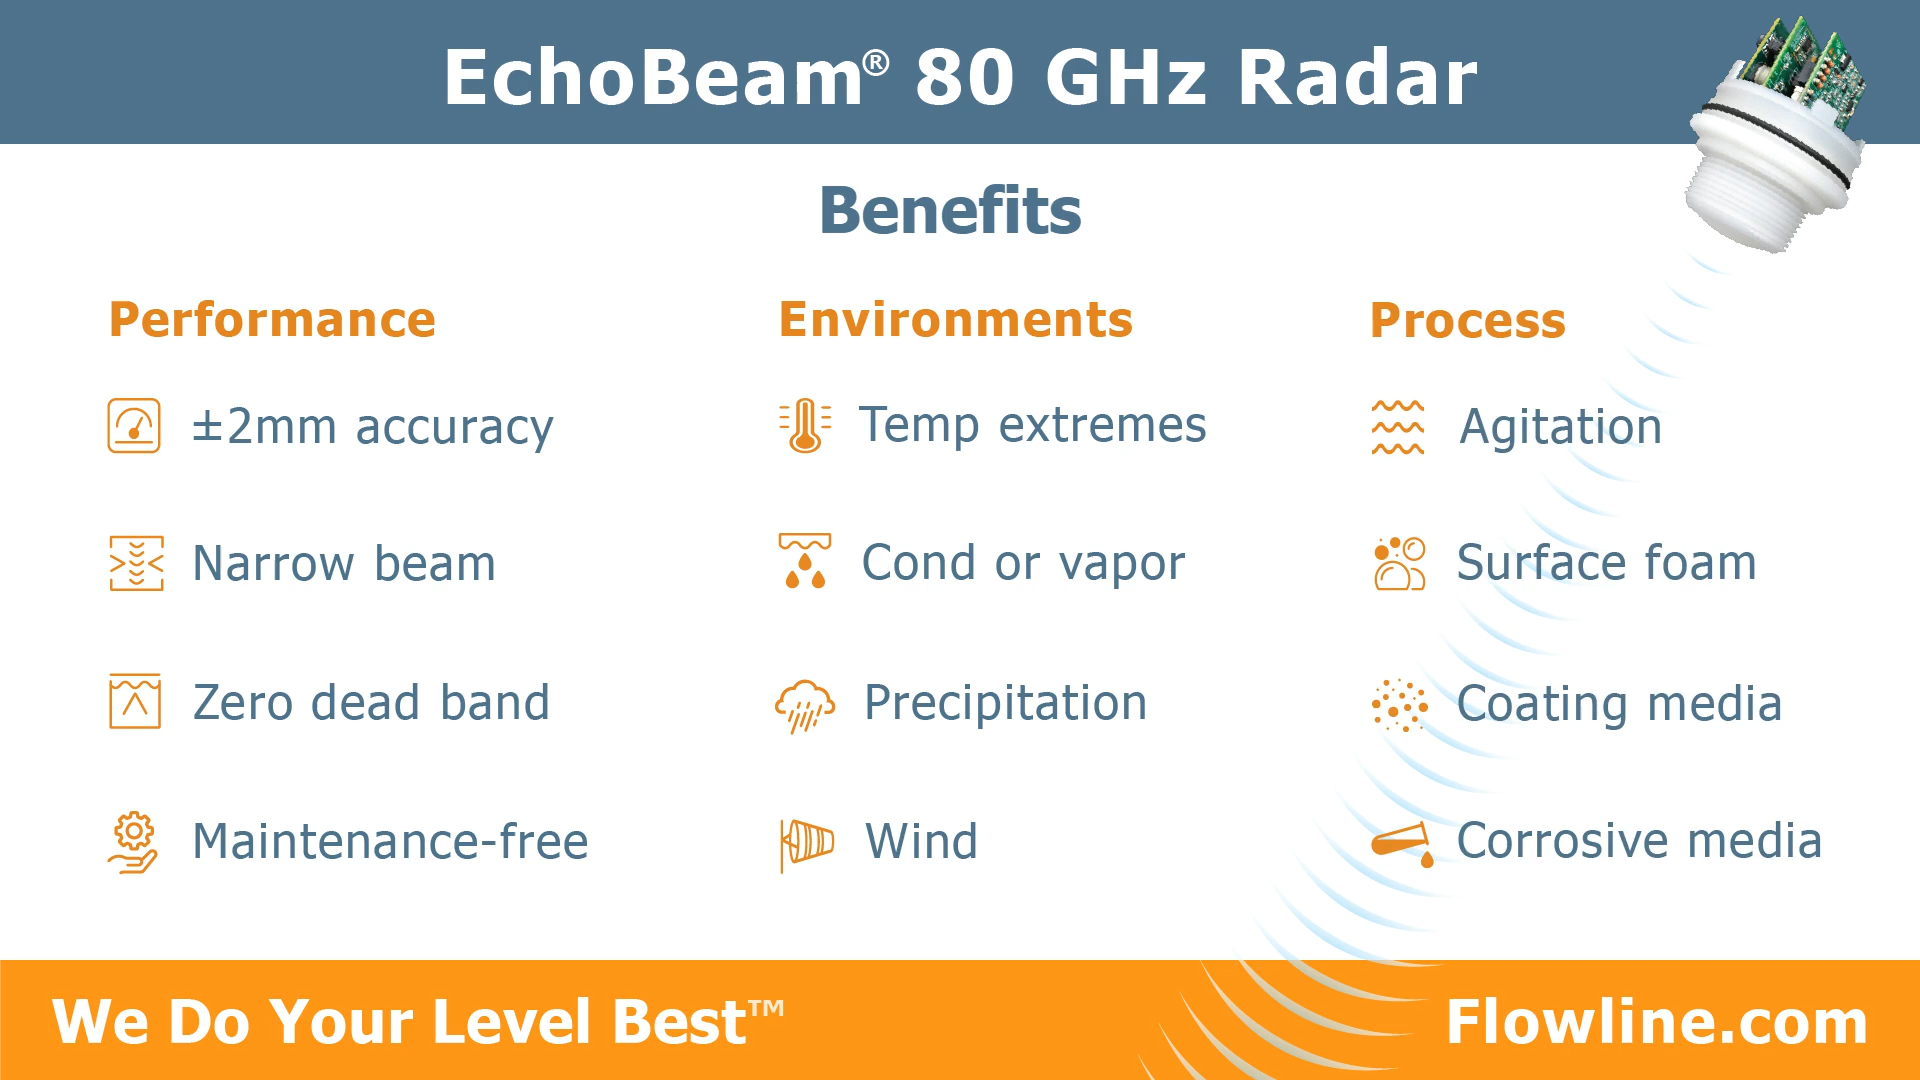 EchoBeam® 80 GHz Radar
Benefits
Performance
±2mm accuracy
Narrow beam
Zero dead band
Maintenance-free
Environments
Temp extremes
Cond or vapor
Precipitation
Wind
Process
Agitation
Surface foam
Coating media
Corrosive media
We Do Your Level Best™
Flowline.com